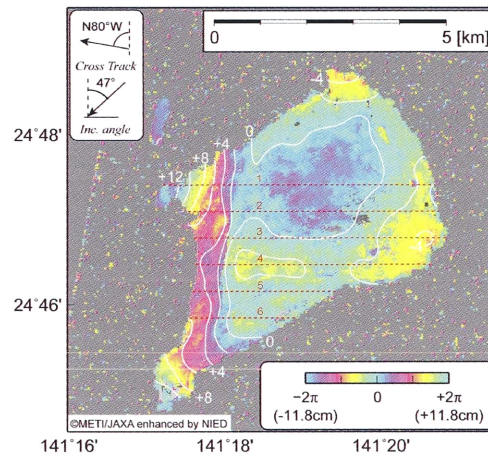 N80°W
Cross Track
47°
Inc. angle
0 5 [km]
-4
0
+4
+8
+12
24°48'
1
2
3
4
5
6
24°46'
0
+4
+8
−2π 0 +2π
(-11.8cm) (+11.8cm)
©METI/JAXA enhanced by NIED
141°16' 141°18' 141°20'